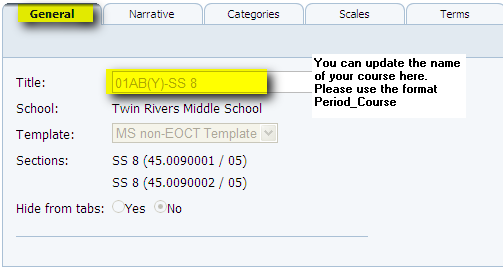 General Narrative Categories Scales Terms
You can update the name
of your course here.
Please use the format
Period_Course
Title: 01AB(Y)-SS 8
School: Twin Rivers Middle School
Template: MS non-EOCT Template
Sections: SS 8 (45.0090001 / 05)
SS 8 (45.0090002 / 05)
Hide from tabs: Yes No